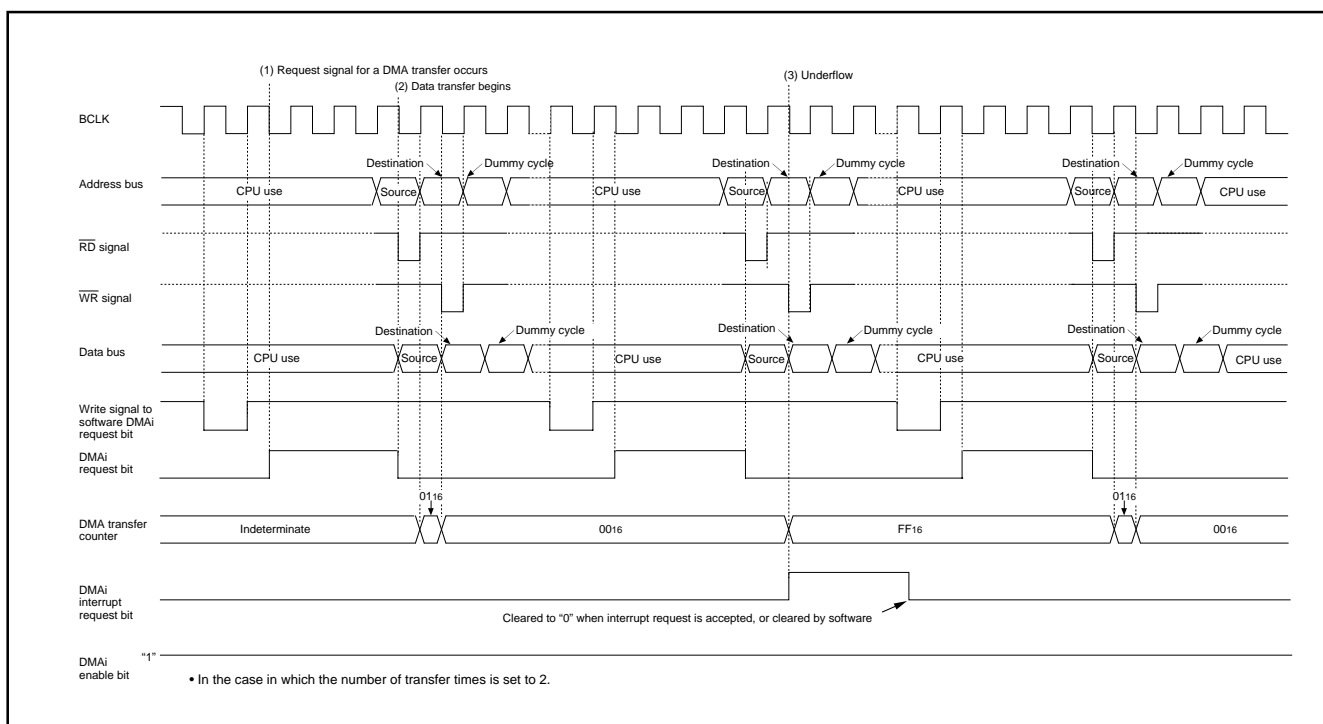 (1) Request signal for a DMA transfer occurs
(2) Data transfer begins
(3) Underflow
BCLK
Destination
Dummy cycle
Destination
Dummy cycle
Destination
Dummy cycle
Address bus
CPU use
Source
CPU use
Source
CPU use
Source
CPU use
RD signal
WR signal
Destination
Dummy cycle
Destination
Dummy cycle
Destination
Dummy cycle
Data bus
CPU use
Source
CPU use
Source
CPU use
Source
CPU use
Write signal to
software DMAi
request bit
DMAi
request bit
0116
0116
DMA transfer
counter
Indeterminate
0016
FF16
0016
DMAi
interrupt
request bit
Cleared to “0” when interrupt request is accepted, or cleared by software
“1”
DMAi
enable bit
• In the case in which the number of transfer times is set to 2.